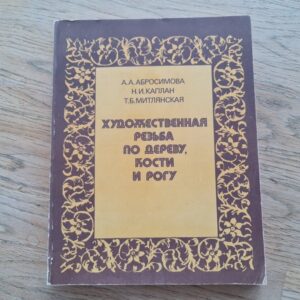 А.А.АБРОСИМОВА
Н.И.КАПЛАН
Т.Б.МИТЛЯНСКАЯ
ХУДОЖЕСТВЕННАЯ
РЕЗЬБА
ПО ДЕРЕВУ,
КОСТИ
И РОГУ